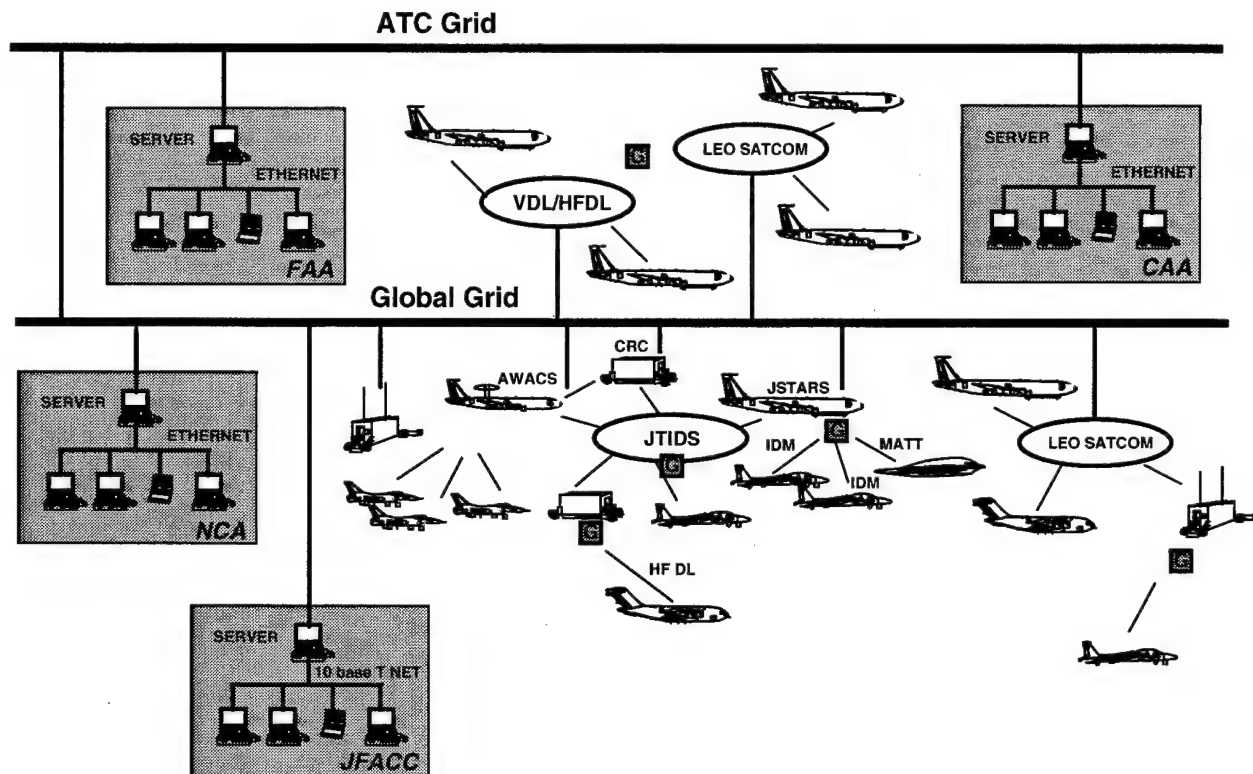 ATC Grid
SERVER
ETHERNET
FAA
G
VDL/HFDL
LEO SATCOM
SERVER
ETHERNET
CAA
Global Grid
SERVER
ETHERNET
NCA
AWACS
CRC
JTIDS
G
G
HF DL
JSTARS
G
IDM
MATT
IDM
LEO SATCOM
G
SERVER
10 base T NET
JFACC